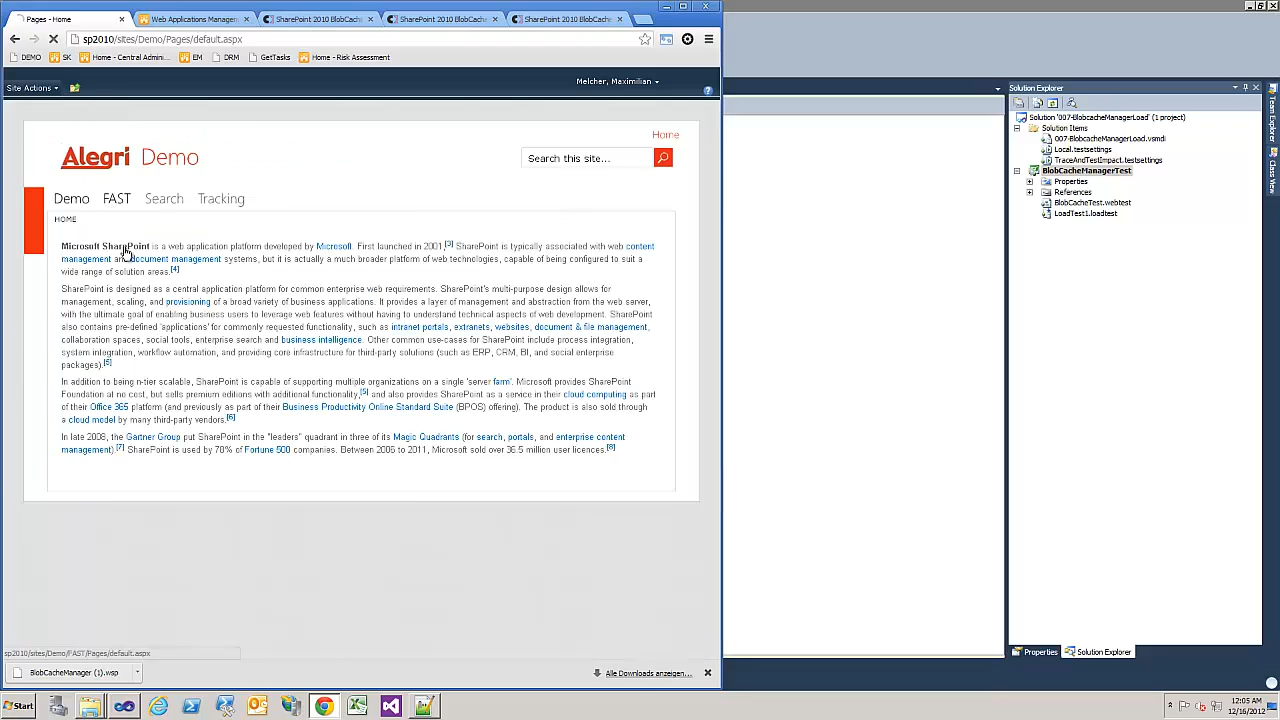 Pages - Home
Web Applications Managem
SharePoint 2010 BlobCache
SharePoint 2010 BlobCache
SharePoint 2010 BlobCache
sp2010/sites/Demo/Pages/default.aspx
DEMO
SK
Home - Central Admini...
EM
DRM
GetTasks
Home - Risk Assessment
Site Actions
Melcher, Maximilian
Home
Alegri Demo
Search this site...
Demo FAST Search Tracking
HOME
Microsoft SharePoint is a web application platform developed by Microsoft. First launched in 2001,[3] SharePoint is typically associated with web content
management and document management systems, but it is actually a much broader platform of web technologies, capable of being configured to suit a
wide range of solution areas.[4]
SharePoint is designed as a central application platform for common enterprise web requirements. SharePoint's multi-purpose design allows for
management, scaling, and provisioning of a broad variety of business applications. It provides a layer of management and abstraction from the web server,
with the ultimate goal of enabling business users to leverage web features without having to understand technical aspects of web development. SharePoint
also contains pre-defined 'applications' for commonly requested functionality, such as intranet portals, extranets, websites, document & file management,
collaboration spaces, social tools, enterprise search and business intelligence. Other common use-cases for SharePoint include process integration,
system integration, workflow automation, and providing core infrastructure for third-party solutions (such as ERP, CRM, BI, and social enterprise
packages).[5]
In addition to being n-tier scalable, SharePoint is capable of supporting multiple organizations on a single 'server farm'. Microsoft provides SharePoint
Foundation at no cost, but sells premium editions with additional functionality,[5] and also provides SharePoint as a service in their cloud computing as part
of their Office 365 platform (and previously as part of their Business Productivity Online Standard Suite (BPOS) offering). The product is also sold through
a cloud model by many third-party vendors.[6]
In late 2008, the Gartner Group put SharePoint in the "leaders" quadrant in three of its Magic Quadrants (for search, portals, and enterprise content
management).[7] SharePoint is used by 78% of Fortune 500 companies. Between 2006 to 2011, Microsoft sold over 36.5 million user licences.[8]
sp2010/sites/Demo/FAST/Pages/default.aspx
BlobCacheManager (1).wsp
Alle Downloads anzeigen...
Solution Explorer
Solution '007-BlobcacheManagerLoad' (1 project)
Solution Items
007-BlobcacheManagerLoad.vsmdi
Local.testsettings
TraceAndTestImpact.testsettings
BlobCacheManagerTest
Properties
References
BlobCacheTest.webtest
LoadTest1.loadtest
Team Explorer
Class View
Properties
Solution Explorer
Start
12:05 AM
12/16/2012